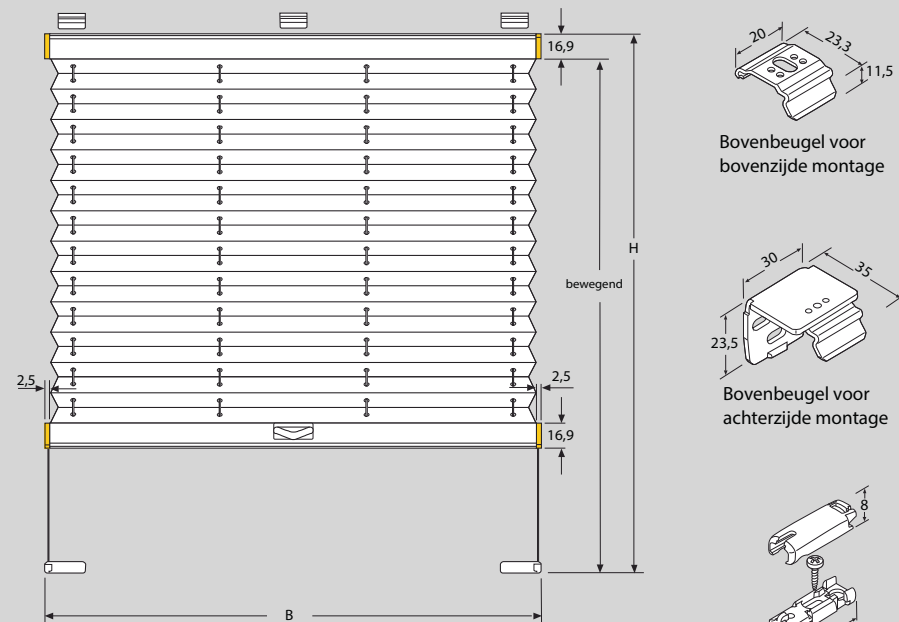 16,9
H
bewegend
2,5
2,5
16,9
B
20
23,3
11,5
Bovenbeugel voor
bovenzijde montage
30
35
23,5
Bovenbeugel voor
achterzijde montage
8